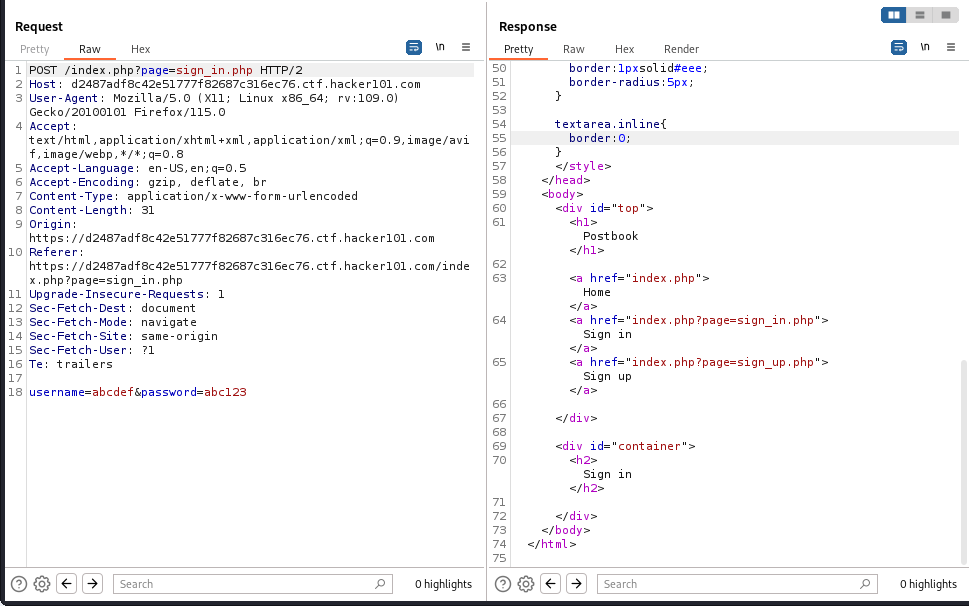 Request
Pretty Raw Hex
\n
1 POST /index.php?page=sign_in.php HTTP/2
2 Host: d2487adf8c42e51777f82687c316ec76.ctf.hacker101.com
3 User-Agent: Mozilla/5.0 (X11; Linux x86_64; rv:109.0)
Gecko/20100101 Firefox/115.0
4 Accept:
text/html,application/xhtml+xml,application/xml;q=0.9,image/avi
f,image/webp,*/*;q=0.8
5 Accept-Language: en-US,en;q=0.5
6 Accept-Encoding: gzip, deflate, br
7 Content-Type: application/x-www-form-urlencoded
8 Content-Length: 31
9 Origin:
https://d2487adf8c42e51777f82687c316ec76.ctf.hacker101.com
10 Referer:
https://d2487adf8c42e51777f82687c316ec76.ctf.hacker101.com/inde
x.php?page=sign_in.php
11 Upgrade-Insecure-Requests: 1
12 Sec-Fetch-Dest: document
13 Sec-Fetch-Mode: navigate
14 Sec-Fetch-Site: same-origin
15 Sec-Fetch-User: ?1
16 Te: trailers
17
18 username=abcdef&password=abc123
Search
0 highlights
Response
Pretty Raw Hex Render
\n
50 border:1pxsolid#eee;
51 border-radius:5px;
52 }
53
54 textarea.inline{
55 border:0;
56 }
57 </style>
58 </head>
59 <body>
60 <div id="top">
61 <h1>
Postbook
</h1>
62
63 <a href="index.php">
Home
</a>
64 <a href="index.php?page=sign_in.php">
Sign in
</a>
65 <a href="index.php?page=sign_up.php">
Sign up
</a>
66
67 </div>
68
69 <div id="container">
70 <h2>
Sign in
</h2>
71
72 </div>
73 </body>
74 </html>
75
Search
0 highlights